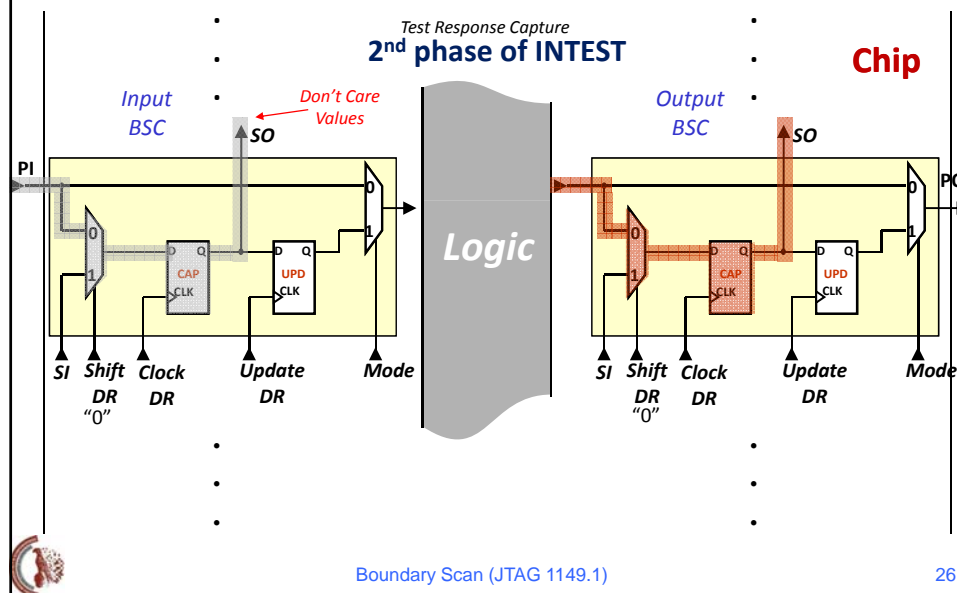 Test Response Capture
2nd phase of INTEST
Chip
Input
BSC
Don't Care
Values
SO
PI
0
1
D Q
CAP
CLK
D Q
UPD
CLK
0
1
SI
Shift
DR
"0"
Clock
DR
Update
DR
Mode
Logic
Output
BSC
SO
PO
0
1
D Q
CAP
CLK
D Q
UPD
CLK
0
1
SI
Shift
DR
"0"
Clock
DR
Update
DR
Mode
Boundary Scan (JTAG 1149.1)
26